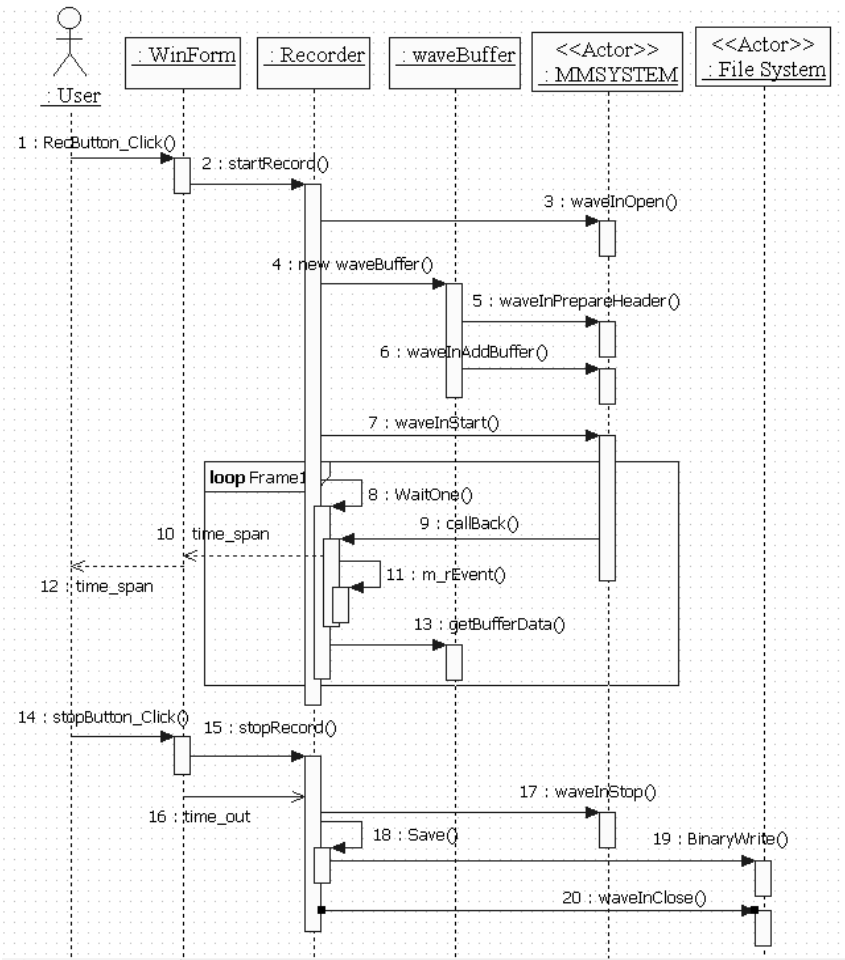 : User
: WinForm
: Recorder
: waveBuffer
<<Actor>>
: MMSYSTEM
<<Actor>>
: File System
1 : RecButton_Click()
2 : startRecord()
3 : waveInOpen()
4 : new waveBuffer()
5 : waveInPrepareHeader()
6 : waveInAddBuffer()
7 : waveInStart()
loop Frame1
8 : WaitOne()
9 : callBack()
10 : time_span
11 : m_rEvent()
12 : time_span
13 : getBufferData()
14 : stopButton_Click()
15 : stopRecord()
16 : time_out
17 : waveInStop()
18 : Save()
19 : BinaryWrite()
20 : waveInClose()